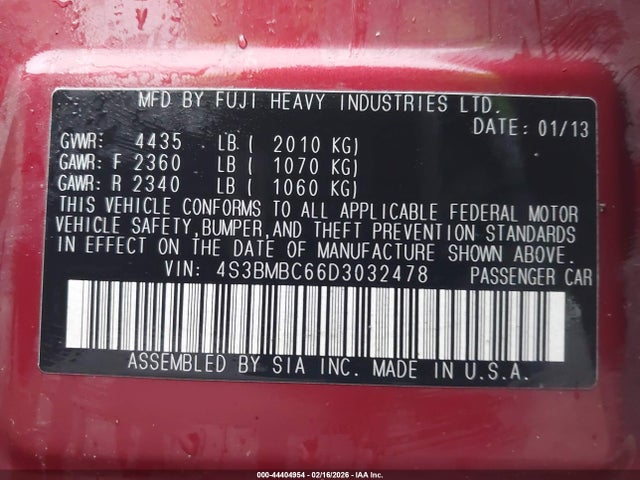 MFD BY FUJI HEAVY INDUSTRIES LTD.
DATE: 01/13
GVWR: 4435 LB ( 2010 KG)
GAWR: F 2360 LB ( 1070 KG)
GAWR: R 2340 LB ( 1060 KG)
THIS VEHICLE CONFORMS TO ALL APPLICABLE FEDERAL MOTOR
VEHICLE SAFETY, BUMPER, AND THEFT PREVENTION STANDARDS
IN EFFECT ON THE DATE OF MANUFACTURE SHOWN ABOVE.
VIN: 4S3BMBC66D3032478 PASSENGER CAR
ASSEMBLED BY SIA INC. MADE IN U.S.A.
000-44404954 - 02/16/2026 - IAA Inc.